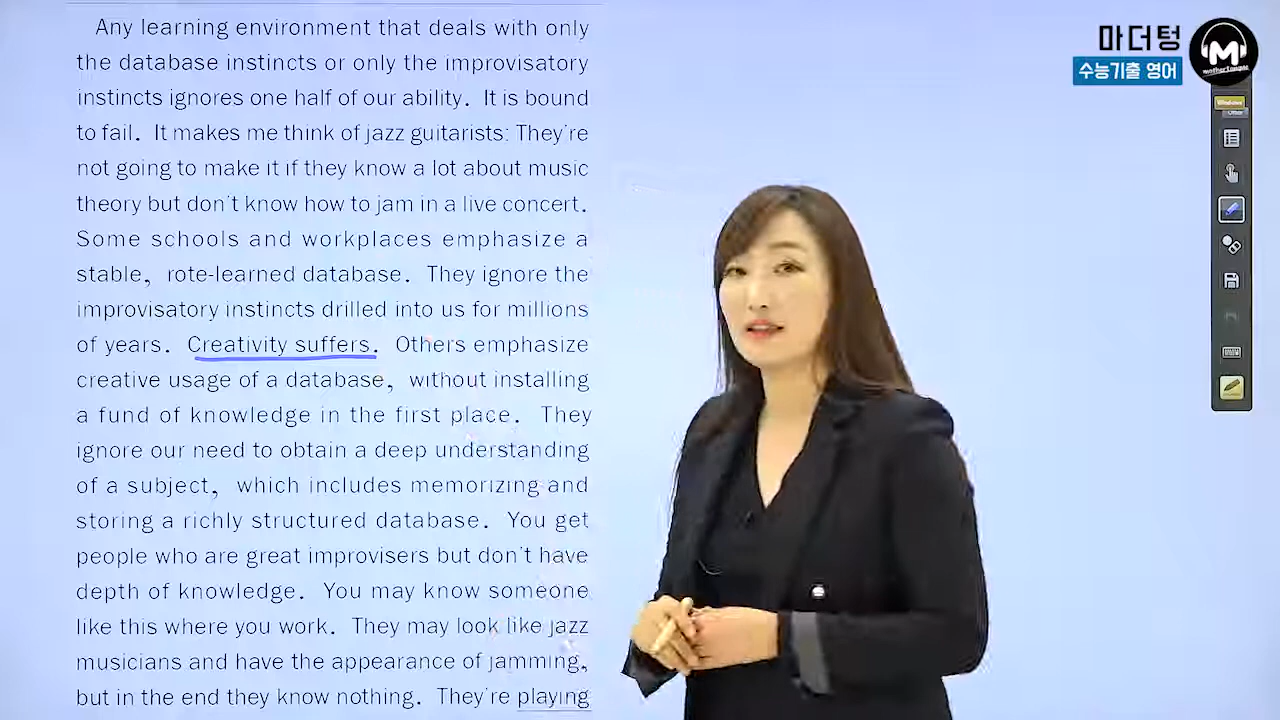 Any learning environment that deals with only
the database instincts or only the improvisatory
instincts ignores one half of our ability. It is bound
to fail. It makes me think of jazz guitarists: They're
not going to make it if they know a lot about music
theory but don't know how to jam in a live concert.
Some schools and workplaces emphasize a
stable, rote-learned database. They ignore the
improvisatory instincts drilled into us for millions
of years. Creativity suffers. Others emphasize
creative usage of a database, without installing
a fund of knowledge in the first place. They
ignore our need to obtain a deep understanding
of a subject, which includes memorizing and
storing a richly structured database. You get
people who are great improvisers but don't have
depth of knowledge. You may know someone
like this where you work. They may look like jazz
musicians and have the appearance of jamming,
but in the end they know nothing. They're playing
마더텅
수능기출 영어
M
mother tongue
Windows